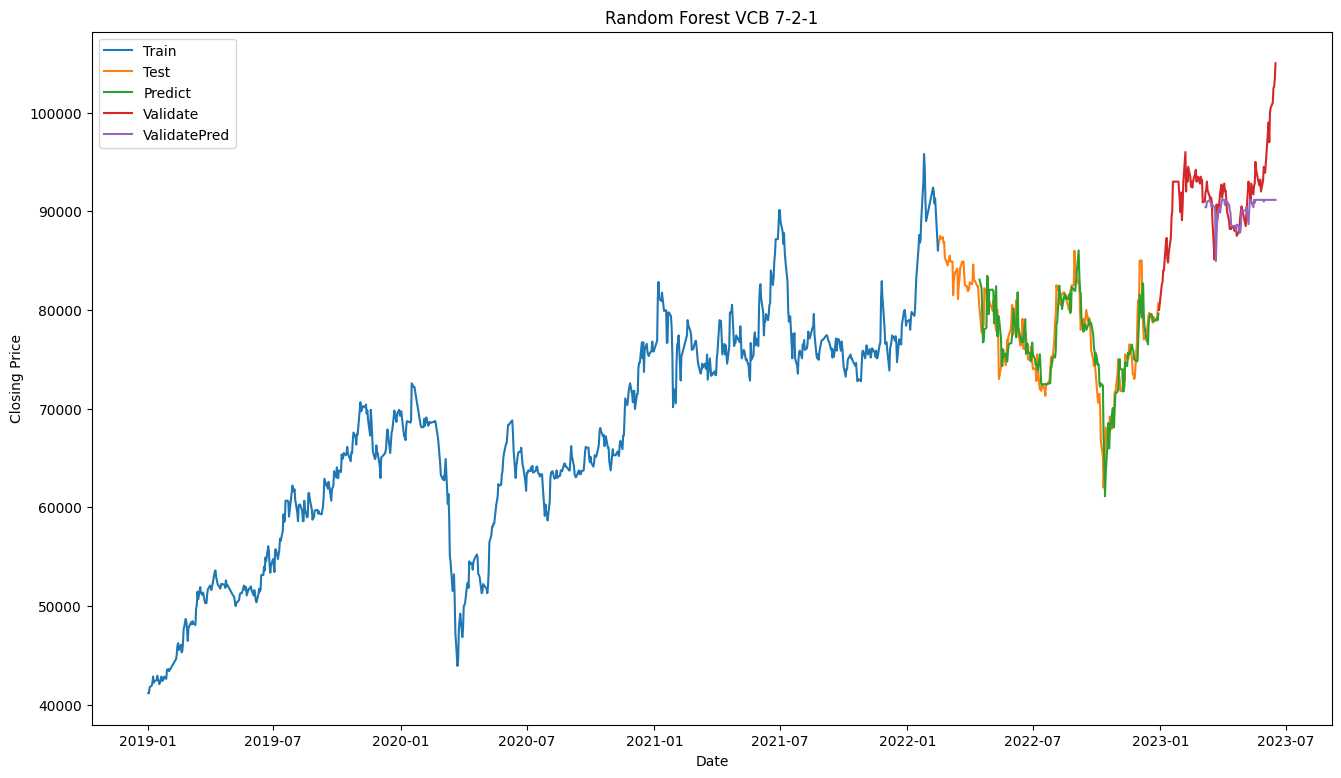 Random Forest VCB 7-2-1
Train
Test
Predict
Validate
ValidatePred
100000
90000
80000
70000
60000
50000
40000
Closing Price
2019-01 2019-07 2020-01 2020-07 2021-01 2021-07 2022-01 2022-07 2023-01 2023-07
Date